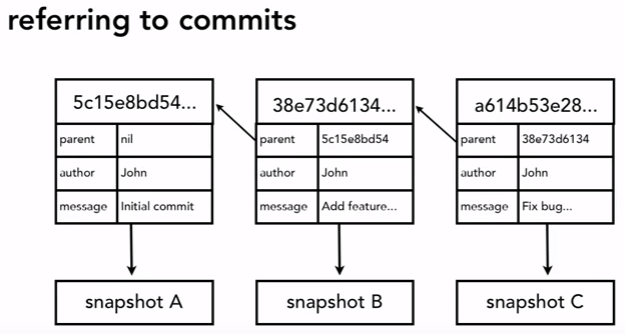 referring to commits
5c15e8bd54...
parent nil
author John
message Initial commit
snapshot A
38e73d6134...
parent 5c15e8bd54
author John
message Add feature...
snapshot B
a614b53e28...
parent 38e73d6134
author John
message Fix bug...
snapshot C